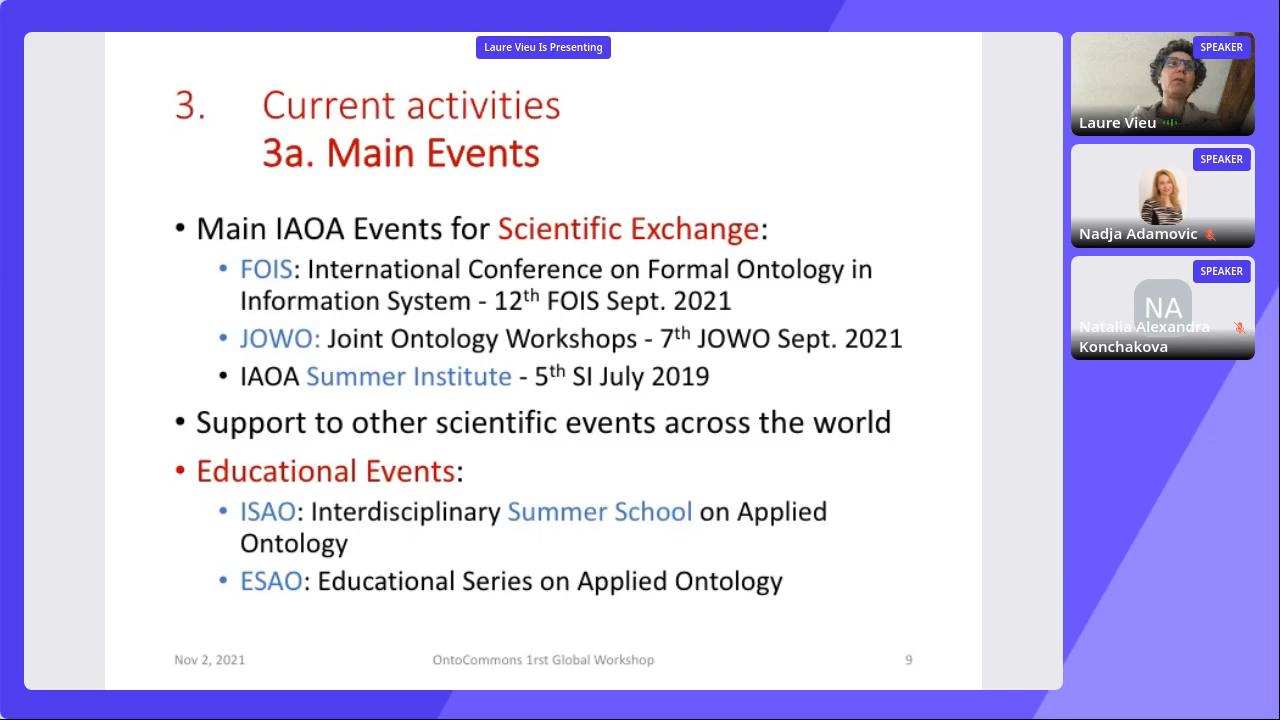 Laure Vieu Is Presenting
3. Current activities
3a. Main Events
• Main IAOA Events for Scientific Exchange:
• FOIS: International Conference on Formal Ontology in
Information System - 12th FOIS Sept. 2021
• JOWO: Joint Ontology Workshops - 7th JOWO Sept. 2021
• IAOA Summer Institute - 5th SI July 2019
• Support to other scientific events across the world
• Educational Events:
• ISAO: Interdisciplinary Summer School on Applied
Ontology
• ESAO: Educational Series on Applied Ontology
Nov 2, 2021
OntoCommons 1rst Global Workshop
9
SPEAKER
Laure Vieu
SPEAKER
Nadja Adamovic
SPEAKER
NA
Natalia Alexandra
Konchakova